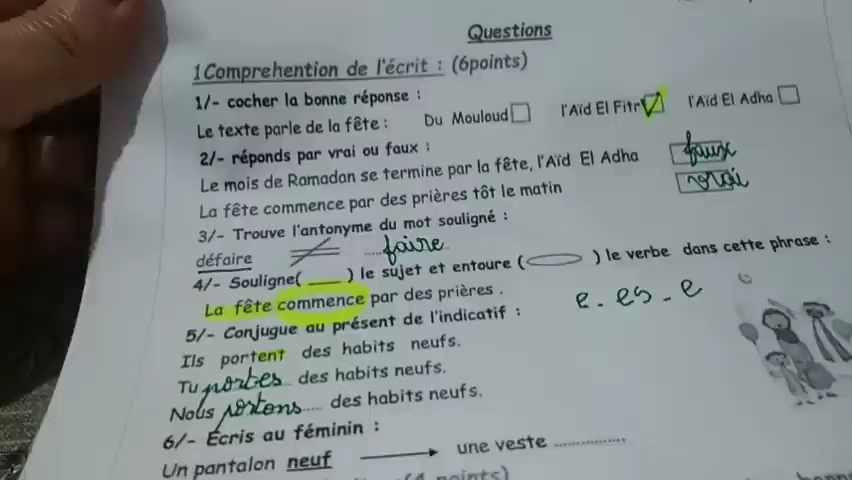 Questions
1Comprehention de l'écrit : (6points)
1/- cocher la bonne réponse :
Le texte parle de la fête : Du Mouloud l'Aïd El Fitr l'Aïd El Adha
2/- réponds par vrai ou faux :
Le mois de Ramadan se termine par la fête, l'Aïd El Adha faux
La fête commence par des prières tôt le matin vrai
3/- Trouve l'antonyme du mot souligné :
défaire ≠ ....faire..
4/- Souligne( ___ ) le sujet et entoure ( ) le verbe dans cette phrase :
La fête commence par des prières .
5/- Conjugue au présent de l'indicatif : e - es - e
Ils portent des habits neufs.
Tu portes.. des habits neufs.
Nous portons..... des habits neufs.
6/- Ecris au féminin :
Un pantalon neuf → une veste ...............
points)